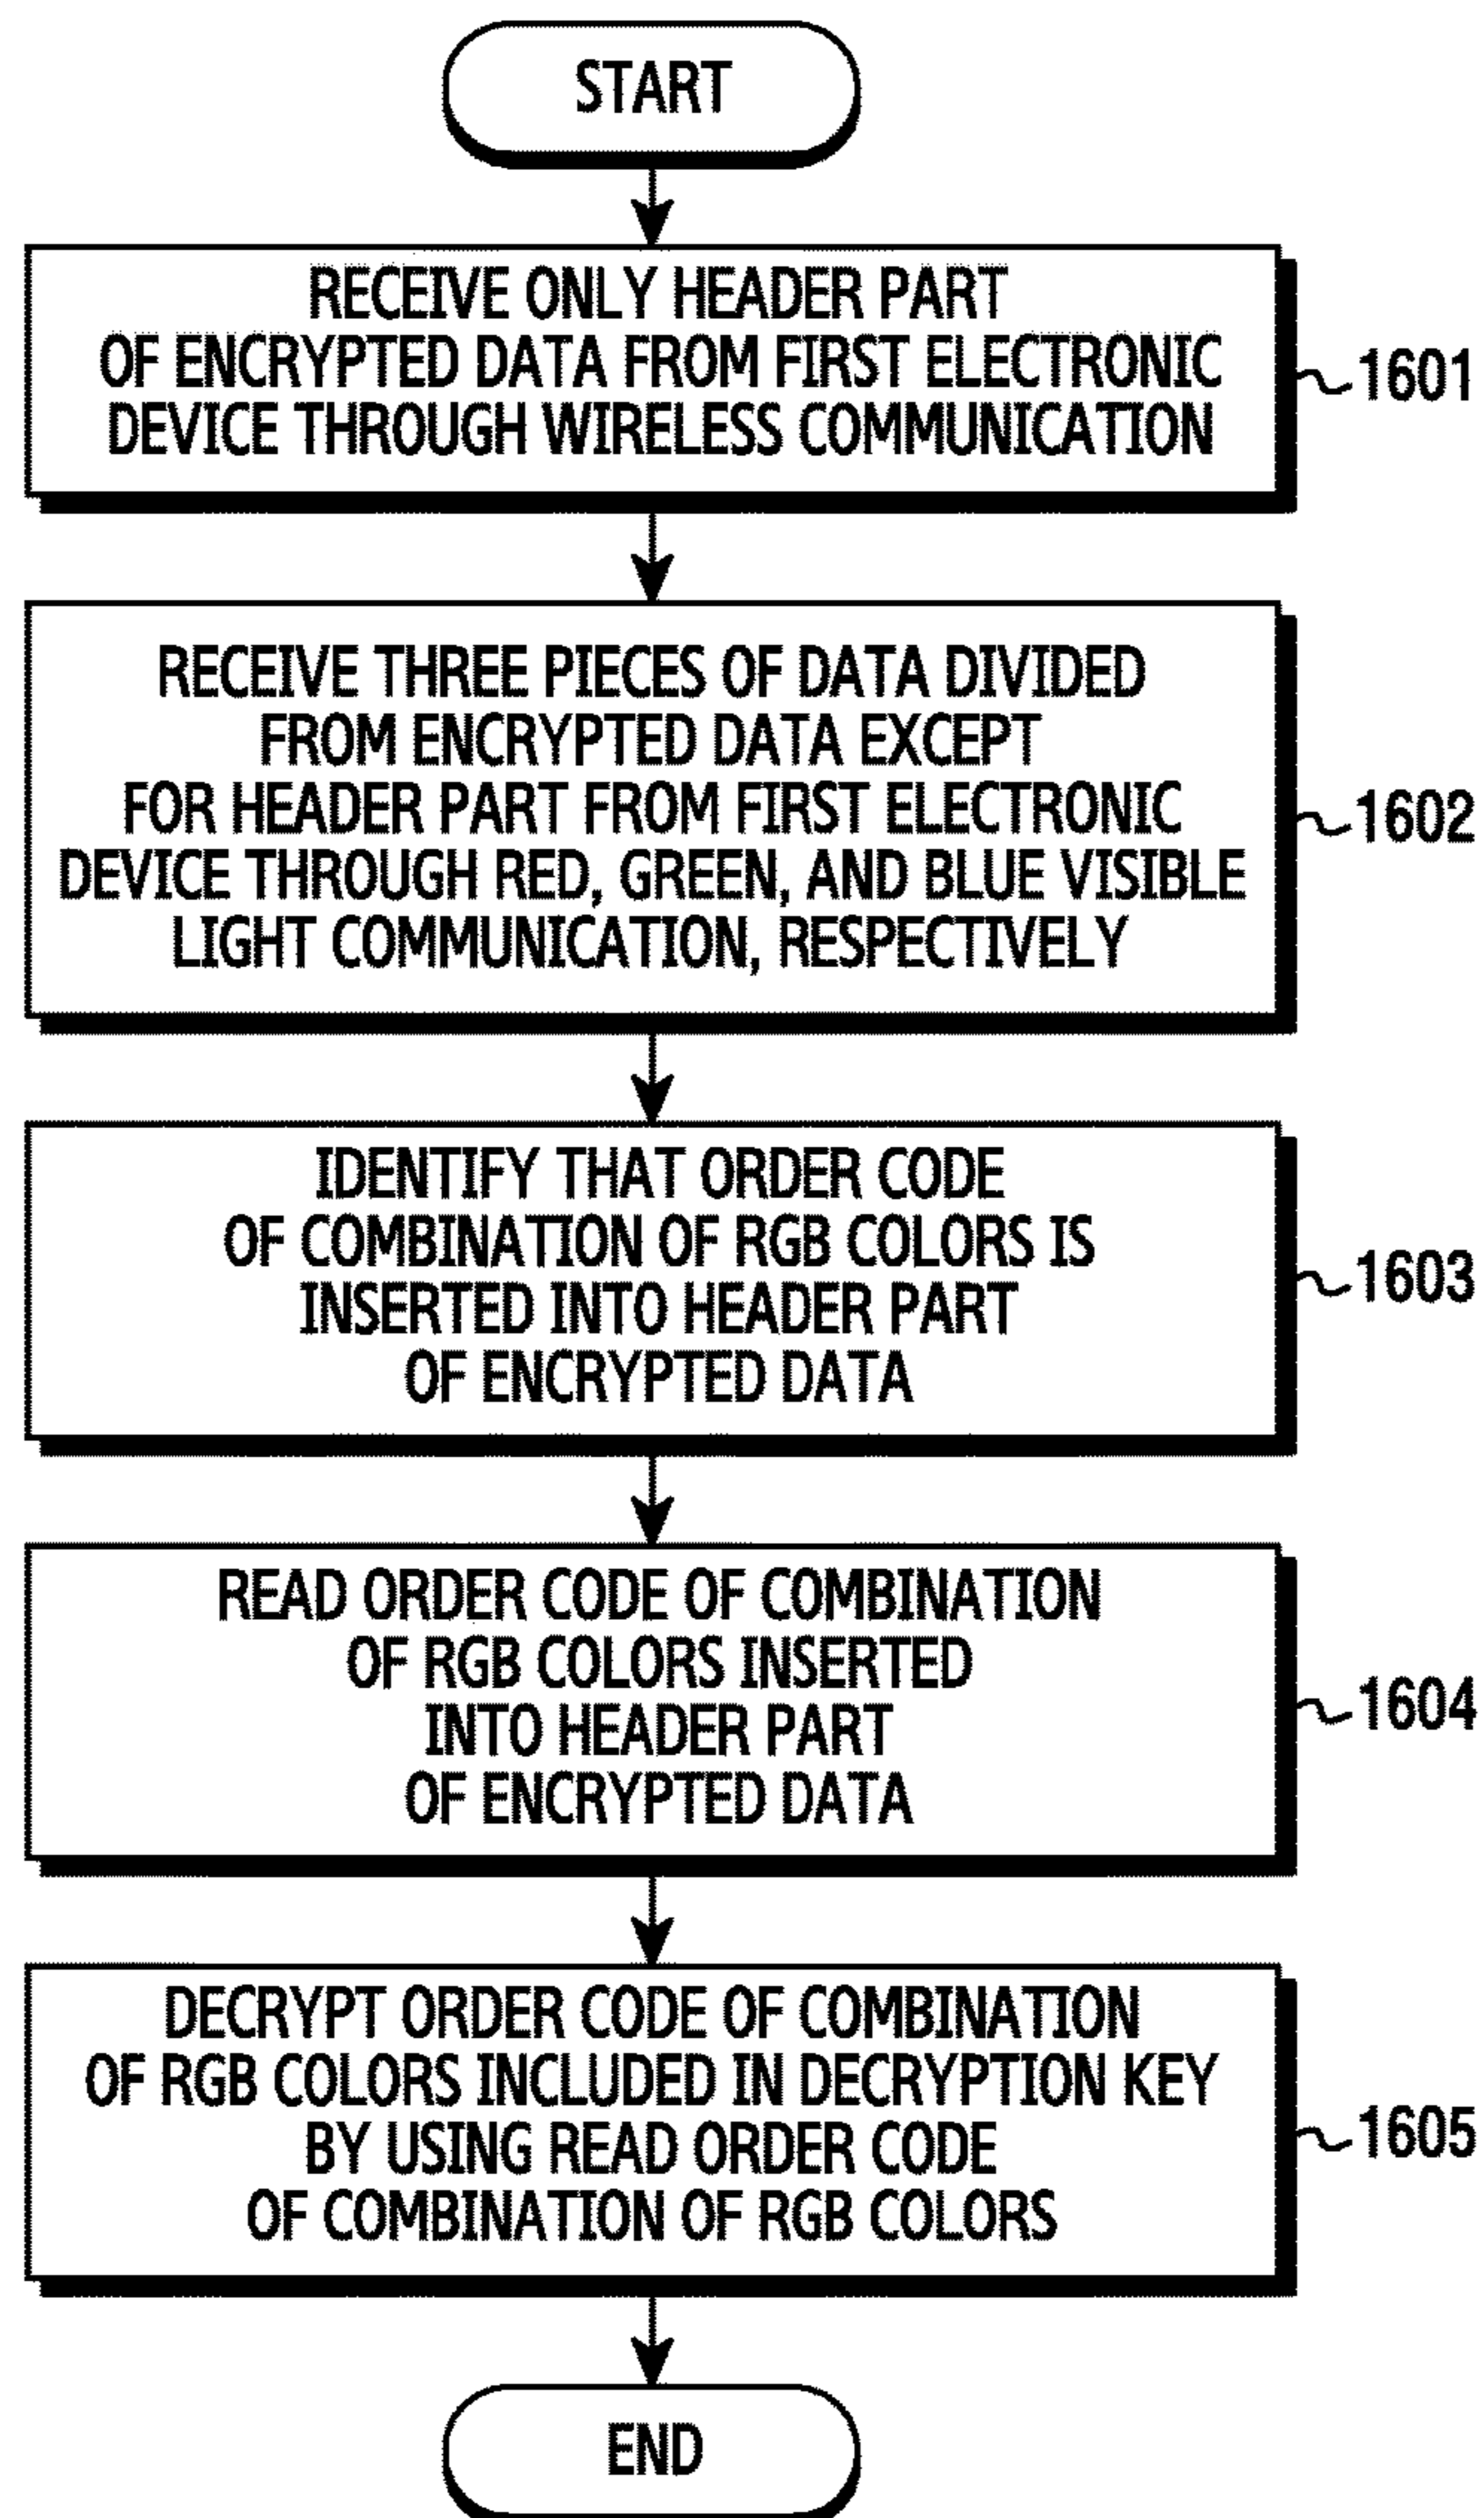 START
RECEIVE ONLY HEADER PART
OF ENCRYPTED DATA FROM FIRST ELECTRONIC
DEVICE THROUGH WIRELESS COMMUNICATION
1601
RECEIVE THREE PIECES OF DATA DIVIDED
FROM ENCRYPTED DATA EXCEPT
FOR HEADER PART FROM FIRST ELECTRONIC
DEVICE THROUGH RED, GREEN, AND BLUE VISIBLE
LIGHT COMMUNICATION, RESPECTIVELY
1602
IDENTIFY THAT ORDER CODE
OF COMBINATION OF RGB COLORS IS
INSERTED INTO HEADER PART
OF ENCRYPTED DATA
1603
READ ORDER CODE OF COMBINATION
OF RGB COLORS INSERTED
INTO HEADER PART
OF ENCRYPTED DATA
1604
DECRYPT ORDER CODE OF COMBINATION
OF RGB COLORS INCLUDED IN DECRYPTION KEY
BY USING READ ORDER CODE
OF COMBINATION OF RGB COLORS
1605
END